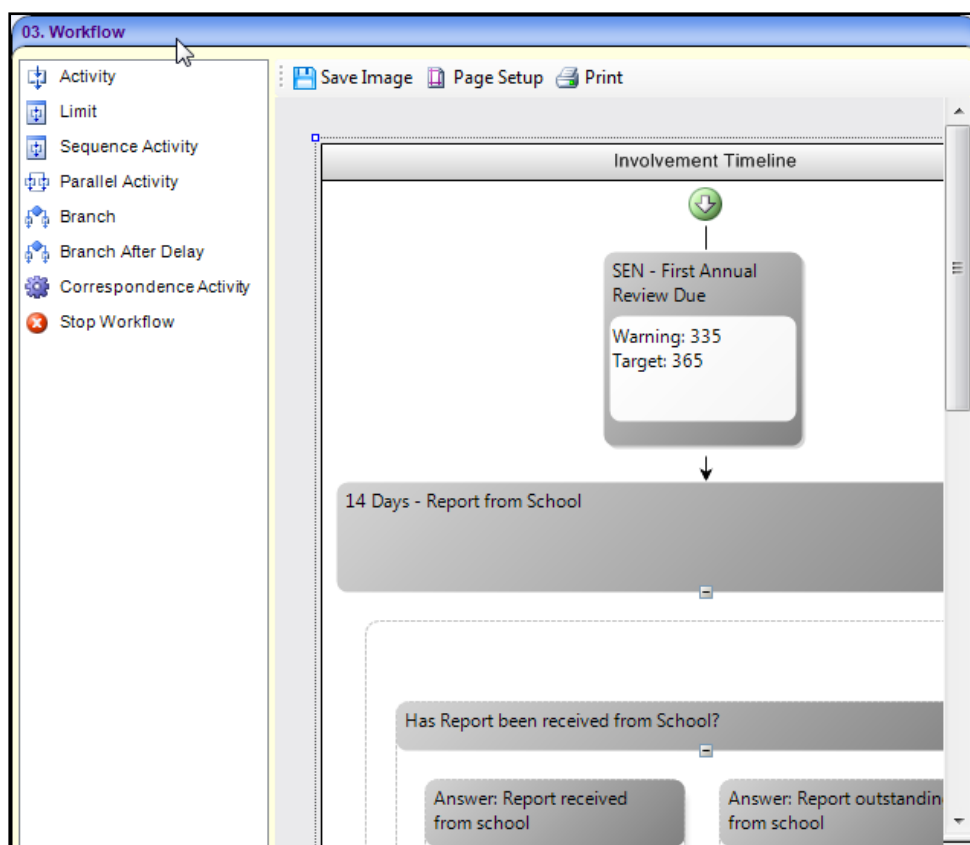 03. Workflow
Activity
Limit
Sequence Activity
Parallel Activity
Branch
Branch After Delay
Correspondence Activity
Stop Workflow
Save Image Page Setup Print
Involvement Timeline
SEN - First Annual
Review Due
Warning: 335
Target: 365
14 Days - Report from School
Has Report been received from School?
Answer: Report received
from school
Answer: Report outstandin
from school